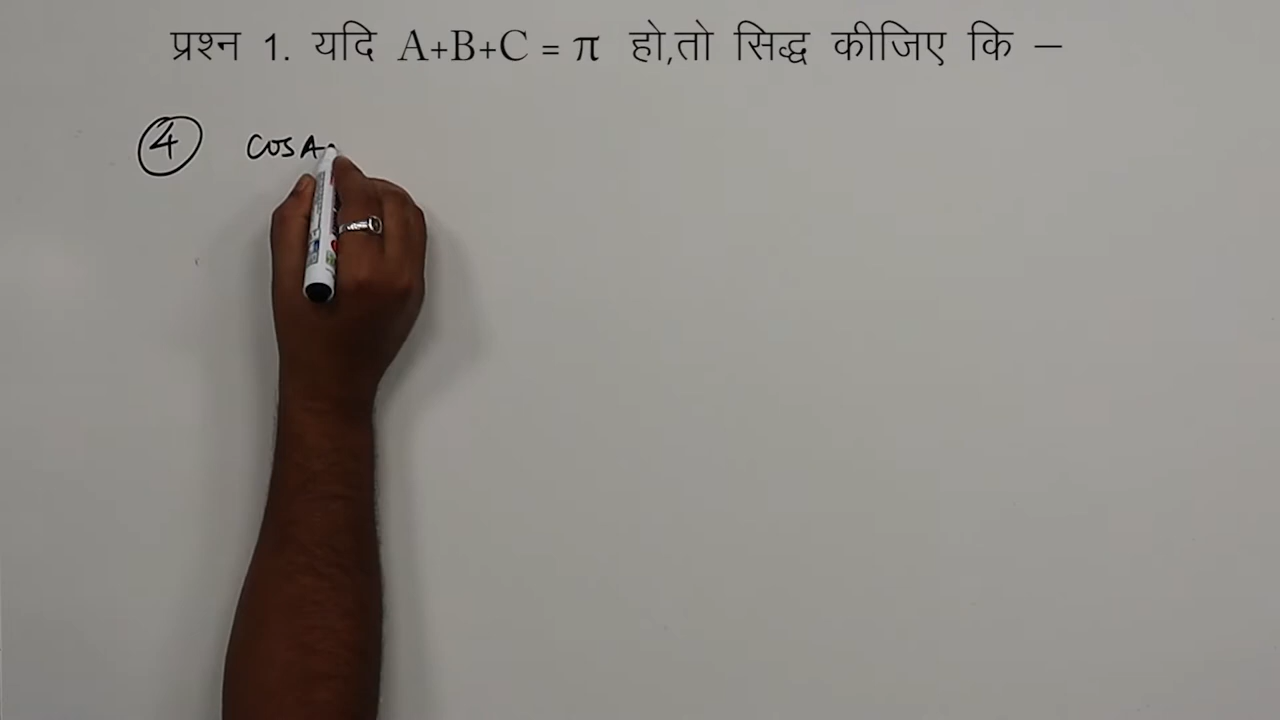 प्रश्न 1. यदि A+B+C = π हो,तो सिद्ध कीजिए कि –
4 cos A